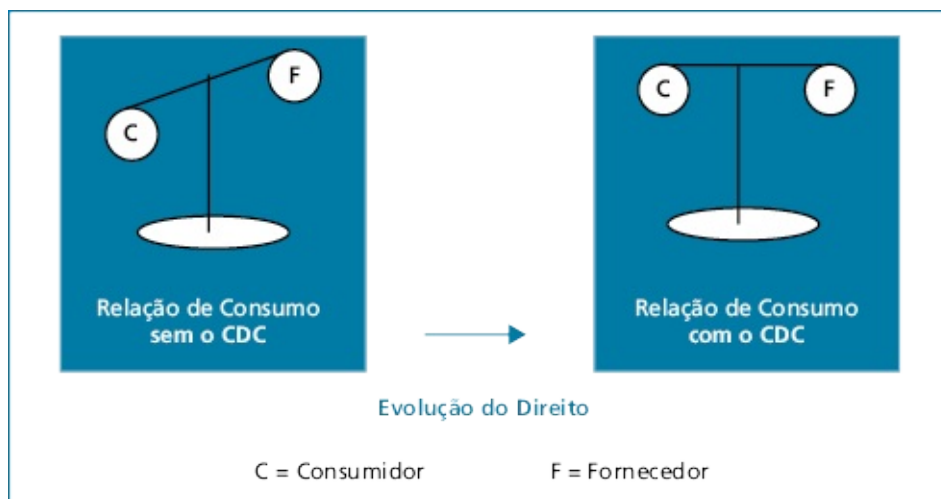 C
F
Relação de Consumo
sem o CDC
C
F
Relação de Consumo
com o CDC
Evolução do Direito
C = Consumidor F = Fornecedor